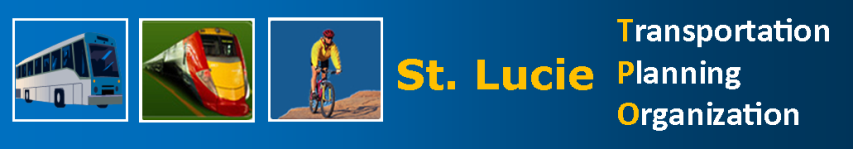 St. Lucie
Transportation
Planning
Organization